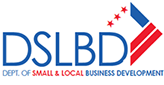 DSLBD
DEPT. OF SMALL & LOCAL BUSINESS DEVELOPMENT